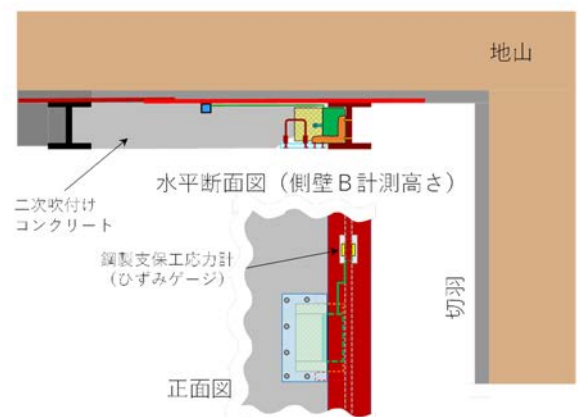 地山
水平断面図（側壁Ｂ計測高さ）
二次吹付け
コンクリート
鋼製支保工応力計
（ひずみゲージ）
切羽
正面図